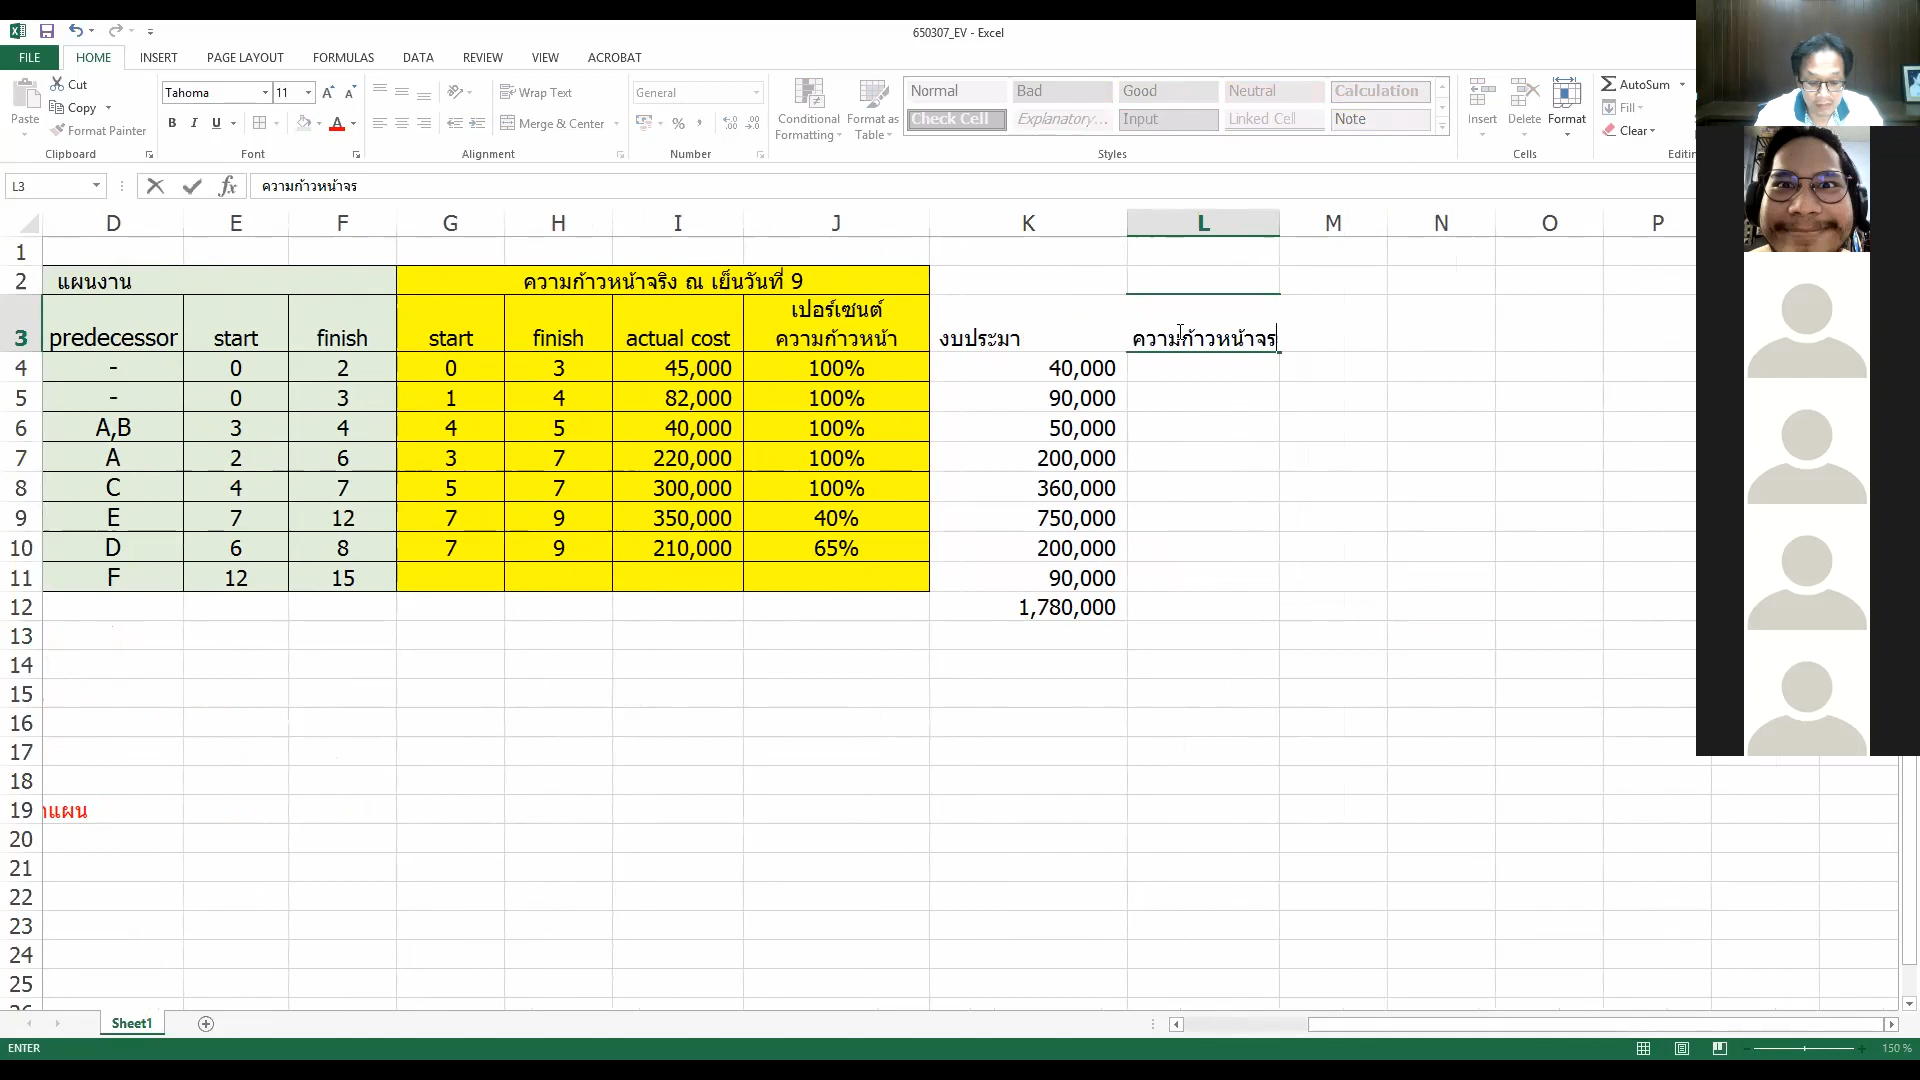 650307_EV - Excel
FILE HOME INSERT PAGE LAYOUT FORMULAS DATA REVIEW VIEW ACROBAT
Paste Cut Copy Format Painter Clipboard
Tahoma 11 B I U Font
Wrap Text Merge & Center Alignment
General % Number
Conditional Formatting Format as Table
Normal Bad Good Neutral Calculation
Check Cell Explanatory... Input Linked Cell Note
Styles
Insert Delete Format Cells
AutoSum Fill Clear Editin
L3 fx ความก้าวหน้าจร
D E F G H I J K L M N O P
1
2 แผนงาน ความก้าวหน้าจริง ณ เย็นวันที่ 9
3 predecessor start finish start finish actual cost เปอร์เซนต์ ความก้าวหน้า งบประมา ความก้าวหน้าจร
4 - 0 2 0 3 45,000 100% 40,000
5 - 0 3 1 4 82,000 100% 90,000
6 A,B 3 4 4 5 40,000 100% 50,000
7 A 2 6 3 7 220,000 100% 200,000
8 C 4 7 5 7 300,000 100% 360,000
9 E 7 12 7 9 350,000 40% 750,000
10 D 6 8 7 9 210,000 65% 200,000
11 F 12 15 90,000
12 1,780,000
13
14
15
16
17
18
19 าแผน
20
21
22
23
24
25
Sheet1
ENTER 150 %